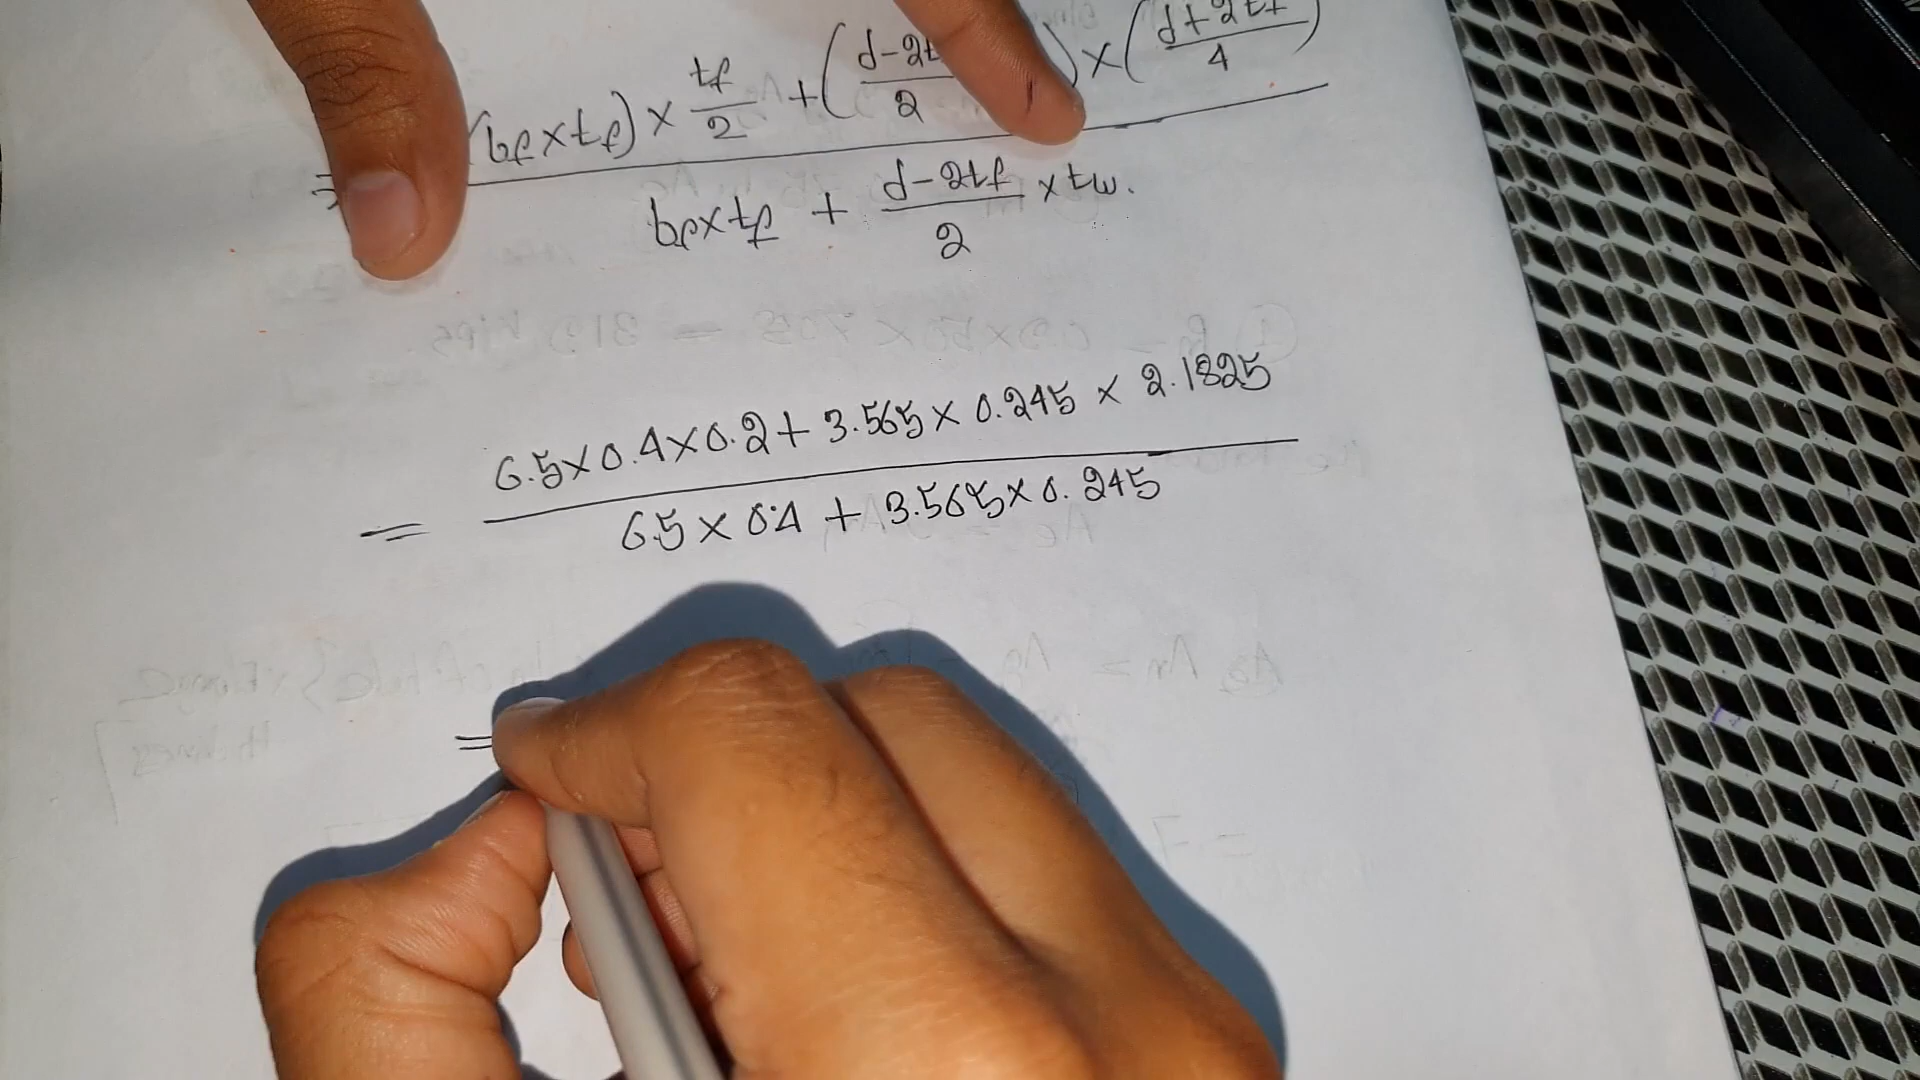 = (bf×tf) × tf/2 + (d-2t/2 ) × (d+2tf/4)
bf×tf + d-2tf/2 × tw.
6.5×0.4×0.2 + 3.565 × 0.245 × 2.1825
= 6.5 × 0.4 + 3.565 × 0.245
=